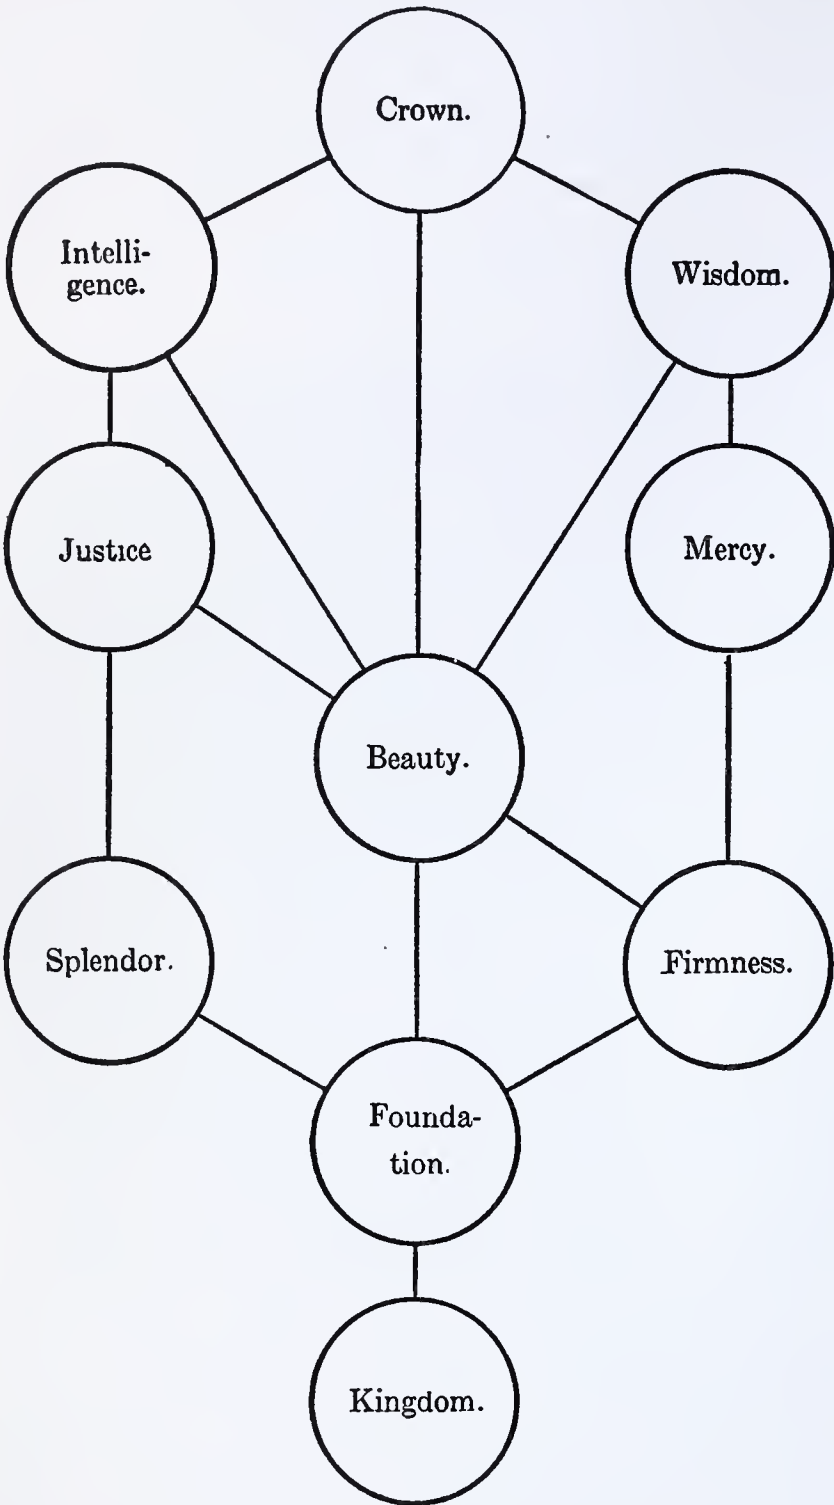 Crown.
Intelli-
gence.
Wisdom.
Justice
Mercy.
Beauty.
Splendor.
Firmness.
Founda-
tion.
Kingdom.